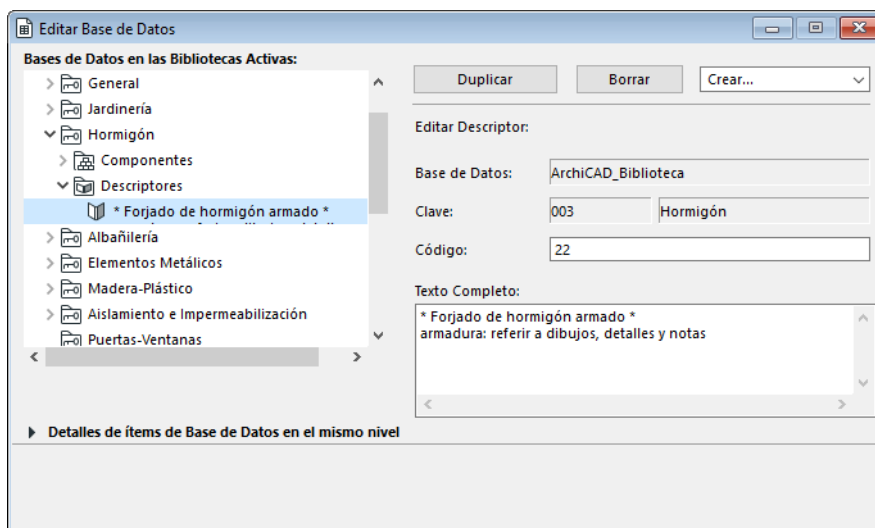 Editar Base de Datos
Bases de Datos en las Bibliotecas Activas:
General
Jardinería
Hormigón
Componentes
Descriptores
* Forjado de hormigón armado *
Albañilería
Elementos Metálicos
Madera-Plástico
Aislamiento e Impermeabilización
Puertas-Ventanas
Duplicar
Borrar
Crear...
Editar Descriptor:
Base de Datos:
ArchiCAD_Biblioteca
Clave:
003
Hormigón
Código:
22
Texto Completo:
* Forjado de hormigón armado *
armadura: referir a dibujos, detalles y notas
Detalles de ítems de Base de Datos en el mismo nivel